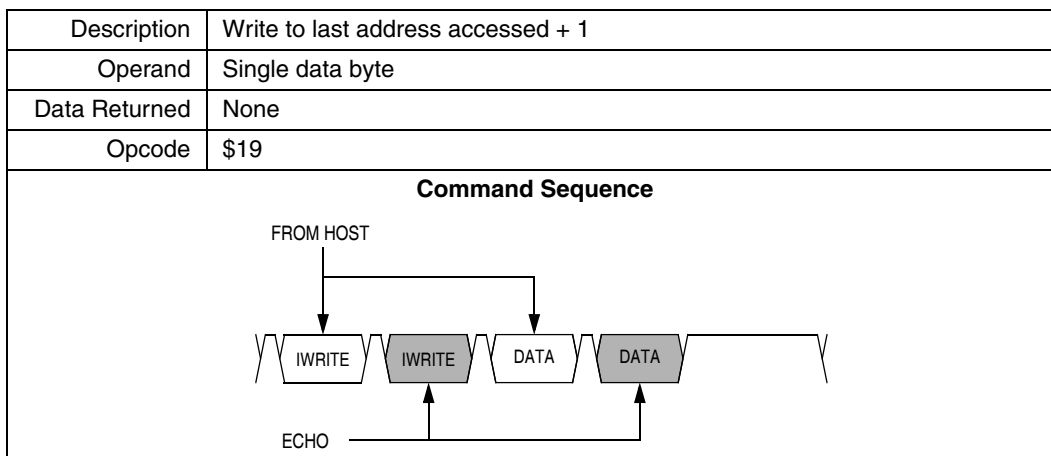 Description Write to last address accessed + 1
Operand Single data byte
Data Returned None
Opcode $19
Command Sequence
FROM HOST
IWRITE IWRITE DATA DATA
ECHO